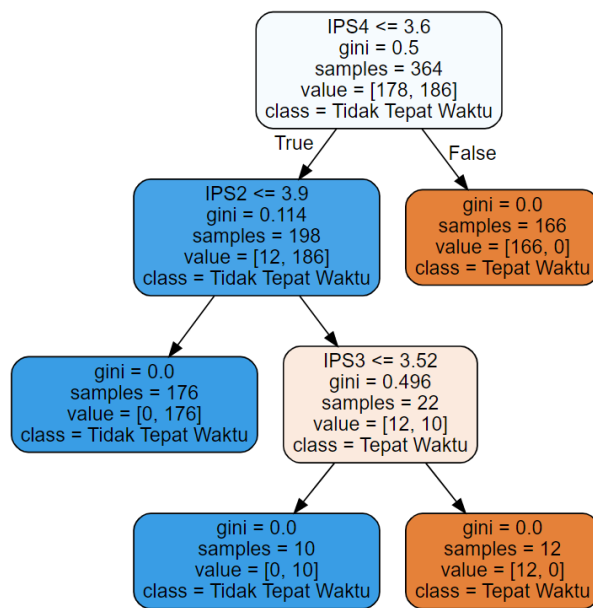 IPS4 <= 3.6
gini = 0.5
samples = 364
value = [178, 186]
class = Tidak Tepat Waktu
True
False
IPS2 <= 3.9
gini = 0.114
samples = 198
value = [12, 186]
class = Tidak Tepat Waktu
gini = 0.0
samples = 166
value = [166, 0]
class = Tepat Waktu
gini = 0.0
samples = 176
value = [0, 176]
class = Tidak Tepat Waktu
IPS3 <= 3.52
gini = 0.496
samples = 22
value = [12, 10]
class = Tepat Waktu
gini = 0.0
samples = 10
value = [0, 10]
class = Tidak Tepat Waktu
gini = 0.0
samples = 12
value = [12, 0]
class = Tepat Waktu